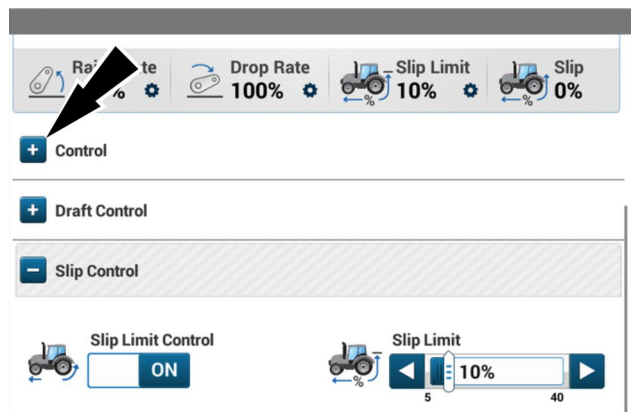 Drop Rate
100%
Slip Limit
10%
Slip
0%
Control
Draft Control
Slip Control
Slip Limit Control
ON
Slip Limit
10%
5
40